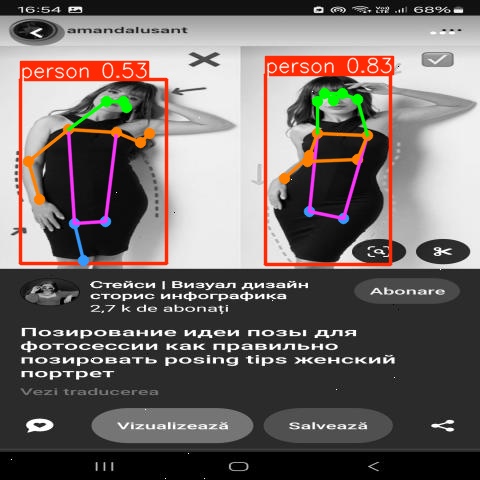 16:54
68%
amandalusant
person 0.53
person 0.83
Стейси | Визуал дизайн
сторис инфографика
2,7 k de abonați
Abonare
Позирование идеи позы для
фотосессии как правильно
позировать posing tips женский
портрет
Vezi traducerea
Vizualizează
Salvează